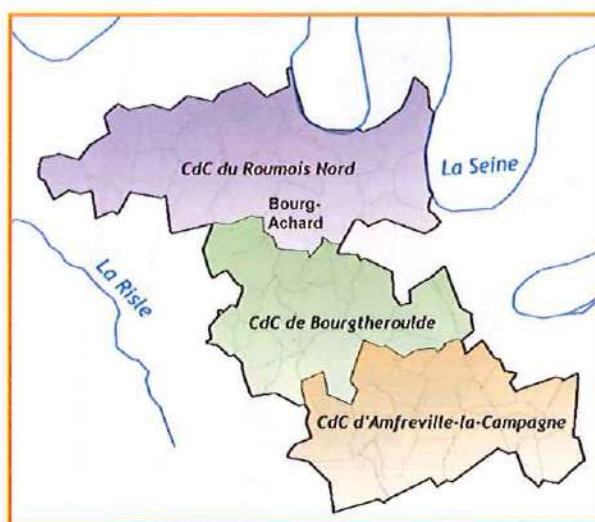 CdC du Roumois Nord
La Seine
Bourg-
Achard
La Risle
CdC de Bourgtheroulde
CdC d'Amfreville-la-Campagne